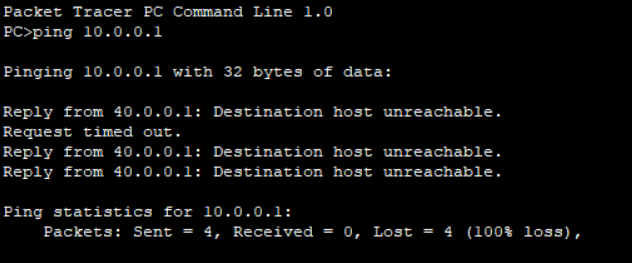 Packet Tracer PC Command Line 1.0
PC>ping 10.0.0.1
Pinging 10.0.0.1 with 32 bytes of data:
Reply from 40.0.0.1: Destination host unreachable.
Request timed out.
Reply from 40.0.0.1: Destination host unreachable.
Reply from 40.0.0.1: Destination host unreachable.
Ping statistics for 10.0.0.1:
Packets: Sent = 4, Received = 0, Lost = 4 (100% loss),